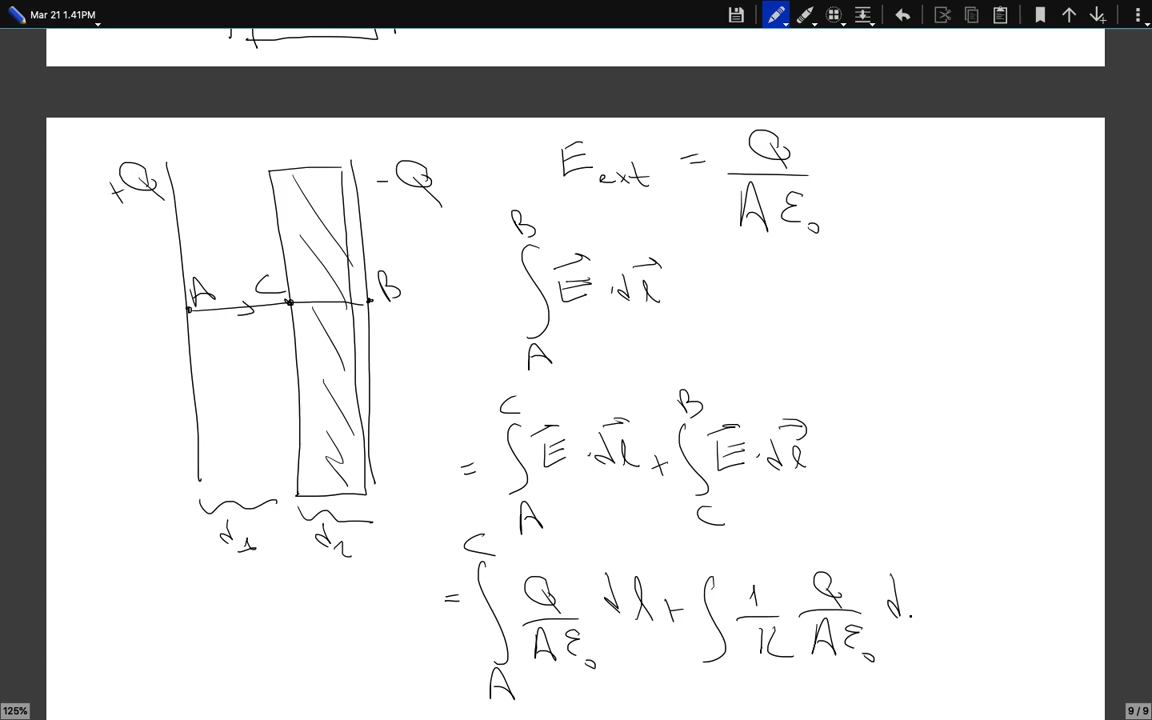 Mar 21 1.41PM
+Q
-Q
A
C
B
d₁
d₂
E_ext = Q / Aε₀
∫_A^B E⃗ · dl⃗
= ∫_A^C E⃗ · dl⃗ + ∫_C^B E⃗ · dl⃗
= ∫_A^C Q / Aε₀ dl + ∫ 1/K Q / Aε₀ d.
125%
9 / 9